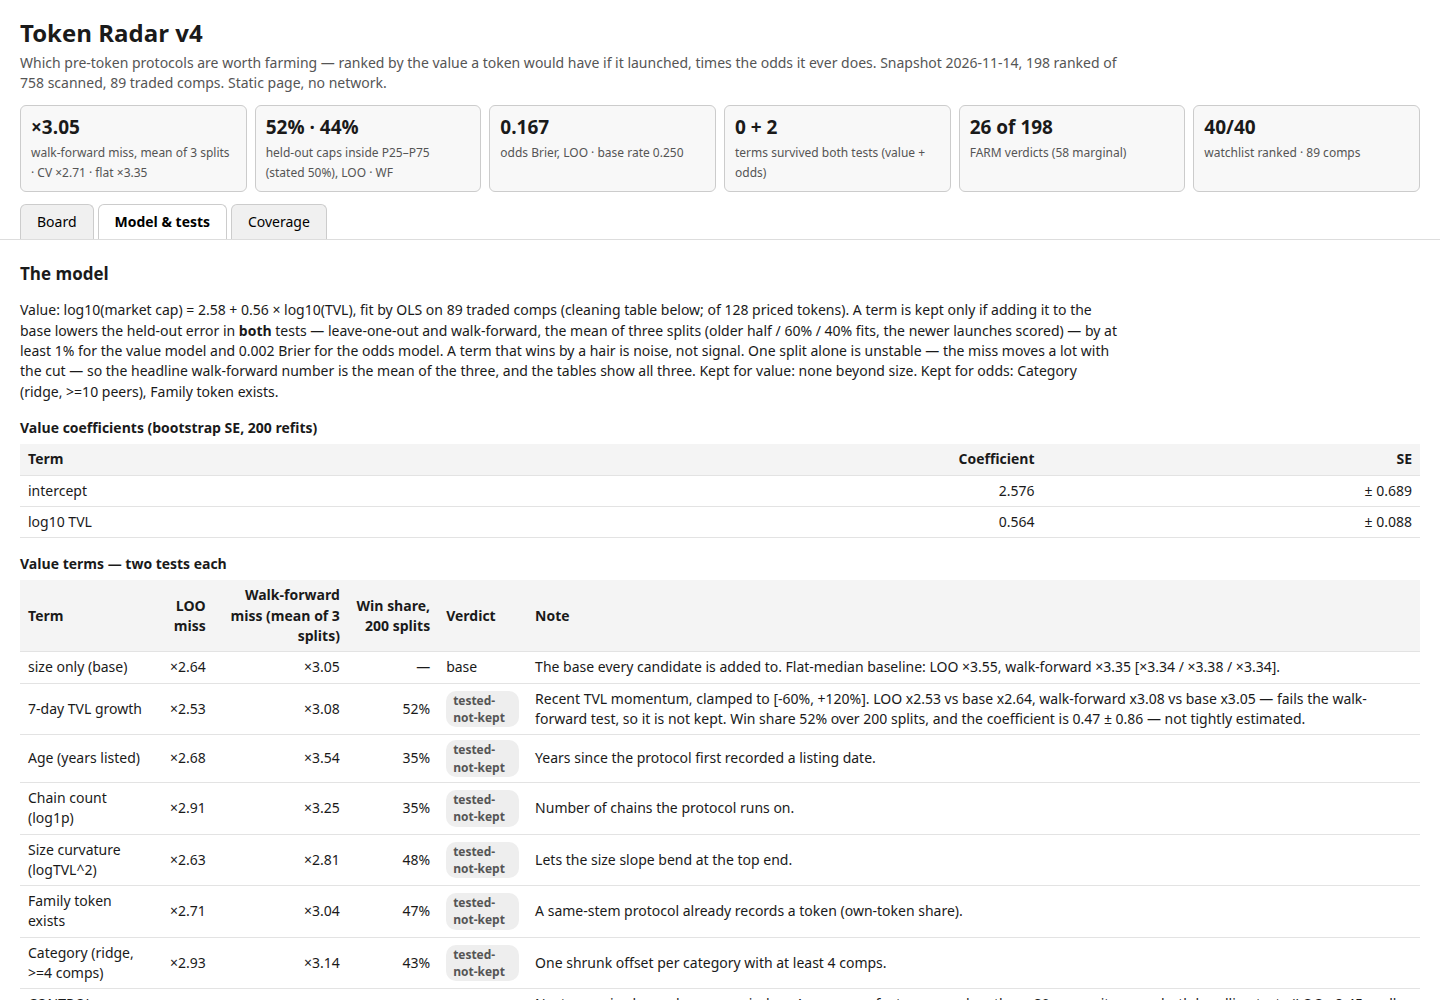 Token Radar v4
Which pre-token protocols are worth farming — ranked by the value a token would have if it launched, times the odds it ever does. Snapshot 2026-11-14, 198 ranked of
758 scanned, 89 traded comps. Static page, no network.
×3.05
walk-forward miss, mean of 3 splits
· CV ×2.71 · flat ×3.35
52% · 44%
held-out caps inside P25–P75
(stated 50%), LOO · WF
0.167
odds Brier, LOO · base rate 0.250
0 + 2
terms survived both tests (value +
odds)
26 of 198
FARM verdicts (58 marginal)
40/40
watchlist ranked · 89 comps
Board
Model & tests
Coverage
The model
Value: log10(market cap) = 2.58 + 0.56 × log10(TVL), fit by OLS on 89 traded comps (cleaning table below; of 128 priced tokens). A term is kept only if adding it to the
base lowers the held-out error in both tests — leave-one-out and walk-forward, the mean of three splits (older half / 60% / 40% fits, the newer launches scored) — by at
least 1% for the value model and 0.002 Brier for the odds model. A term that wins by a hair is noise, not signal. One split alone is unstable — the miss moves a lot with
the cut — so the headline walk-forward number is the mean of the three, and the tables show all three. Kept for value: none beyond size. Kept for odds: Category
(ridge, >=10 peers), Family token exists.
Value coefficients (bootstrap SE, 200 refits)
Term Coefficient SE
intercept 2.576 ± 0.689
log10 TVL 0.564 ± 0.088
Value terms — two tests each
Term LOO miss Walk-forward miss (mean of 3 splits) Win share, 200 splits Verdict Note
size only (base) ×2.64 ×3.05 — base The base every candidate is added to. Flat-median baseline: LOO ×3.55, walk-forward ×3.35 [×3.34 / ×3.38 / ×3.34].
7-day TVL growth ×2.53 ×3.08 52% tested-not-kept Recent TVL momentum, clamped to [-60%, +120%]. LOO x2.53 vs base x2.64, walk-forward x3.08 vs base x3.05 — fails the walk-
forward test, so it is not kept. Win share 52% over 200 splits, and the coefficient is 0.47 ± 0.86 — not tightly estimated.
Age (years listed) ×2.68 ×3.54 35% tested-not-kept Years since the protocol first recorded a listing date.
Chain count (log1p) ×2.91 ×3.25 35% tested-not-kept Number of chains the protocol runs on.
Size curvature (logTVL^2) ×2.63 ×2.81 48% tested-not-kept Lets the size slope bend at the top end.
Family token exists ×2.71 ×3.04 47% tested-not-kept A same-stem protocol already records a token (own-token share).
Category (ridge, >=4 comps) ×2.93 ×3.14 43% tested-not-kept One shrunk offset per category with at least 4 comps.